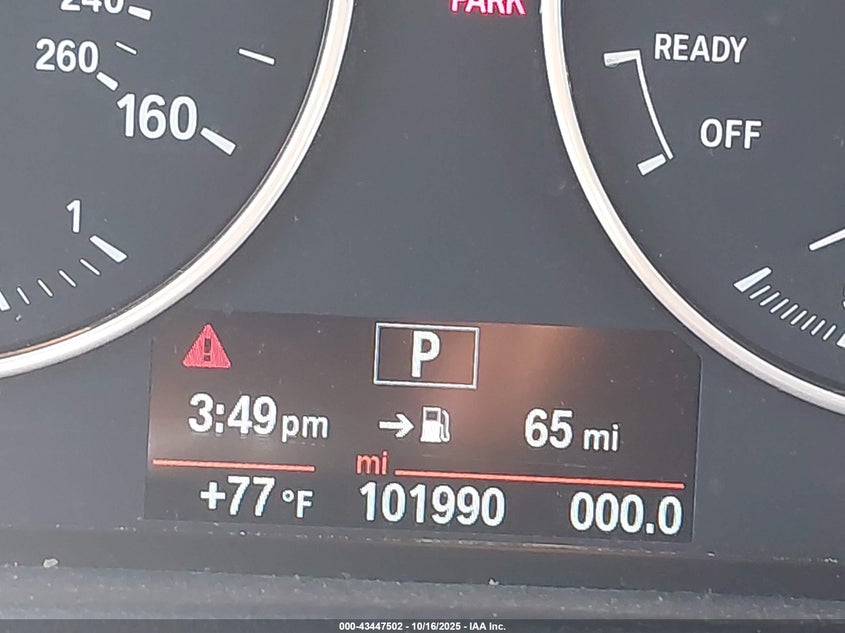 240
PARK
260
READY
160
OFF
1
P
3:49 pm
65 mi
mi
+77 °F 101990 000.0
000-43447502 - 10/16/2025 - IAA Inc.